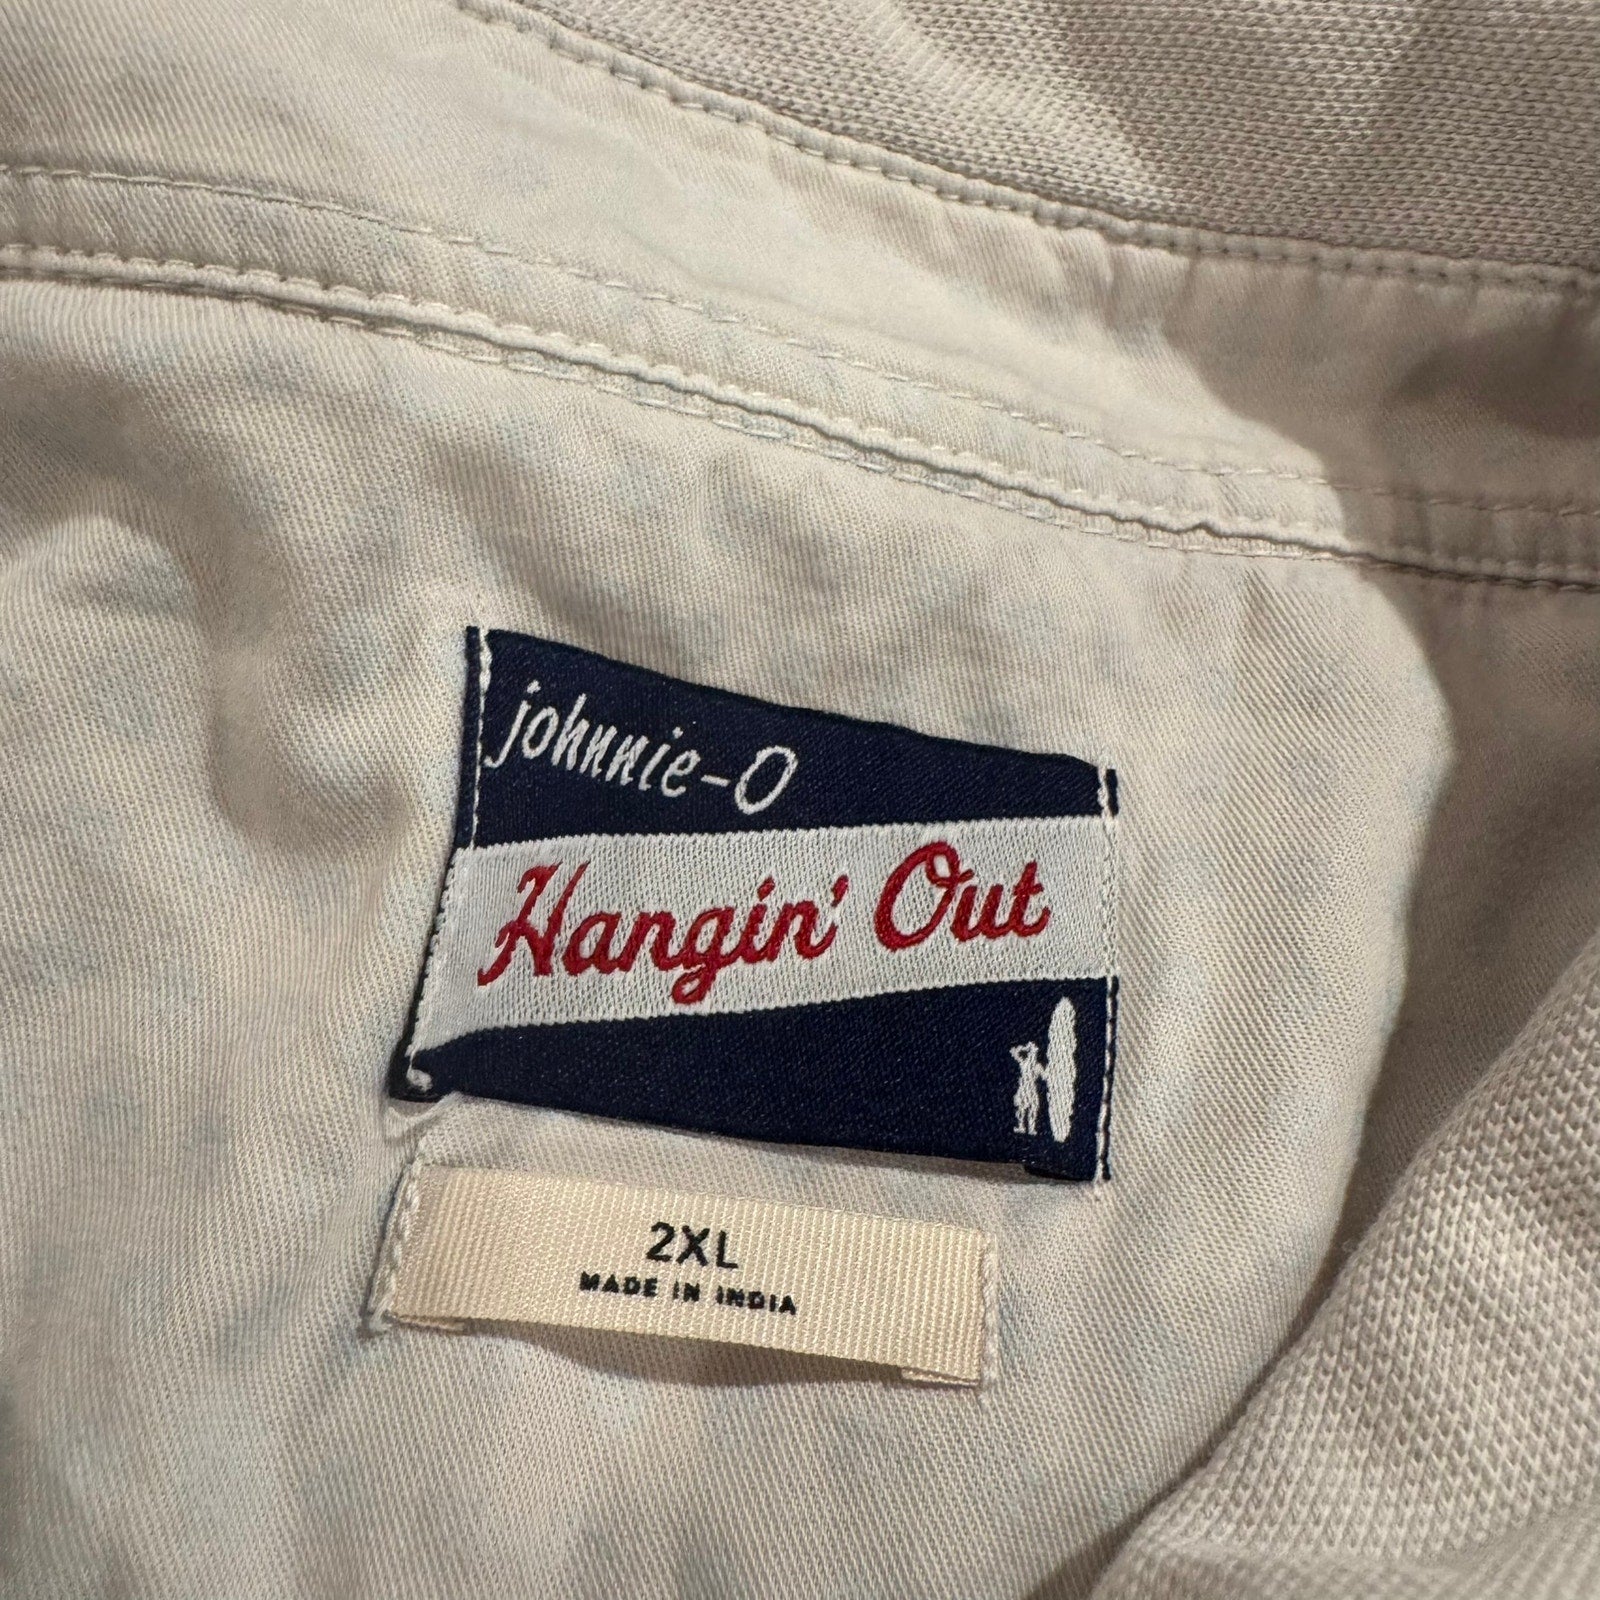 johnnie-O
Hangin' Out
2XL
MADE IN INDIA